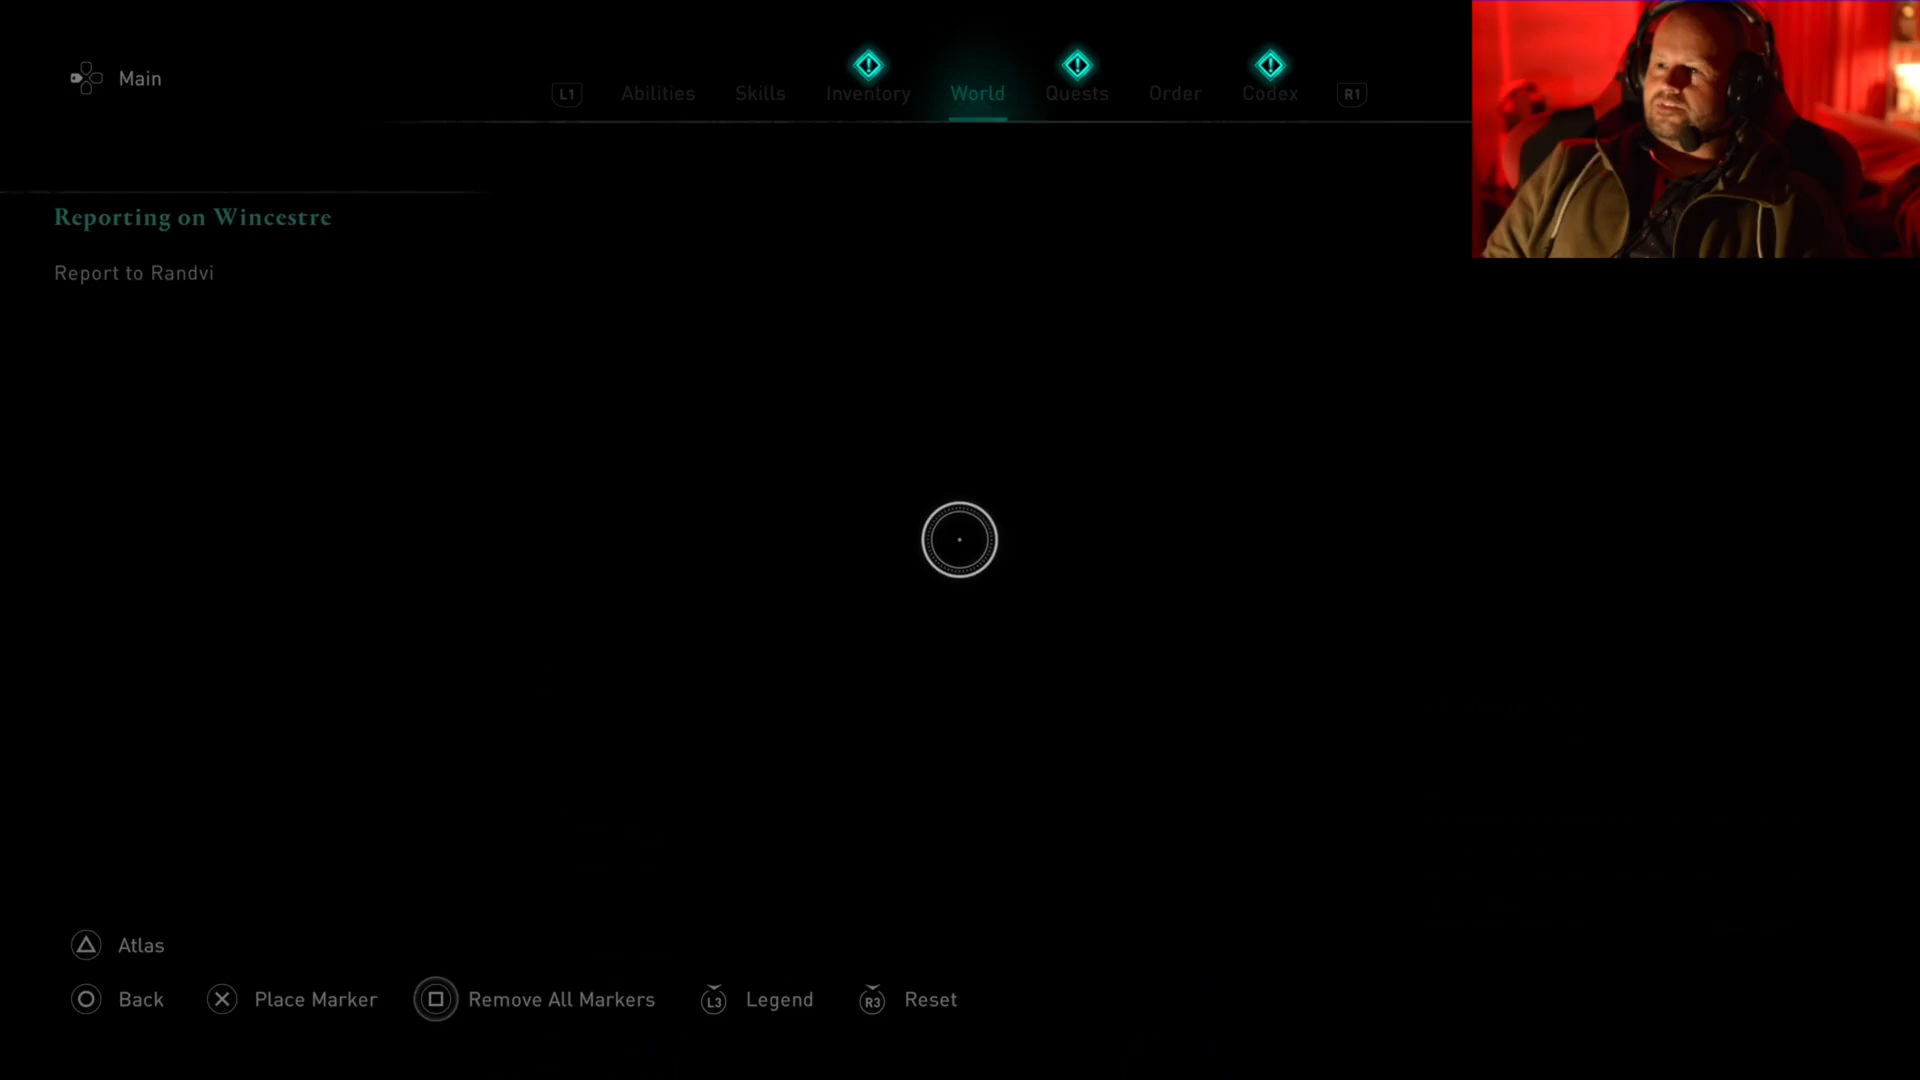 Main
L1 Abilities Skills Inventory World Quests Order Codex R1
Reporting on Wincestre
Report to Randvi
Atlas
Back Place Marker Remove All Markers L3 Legend R3 Reset